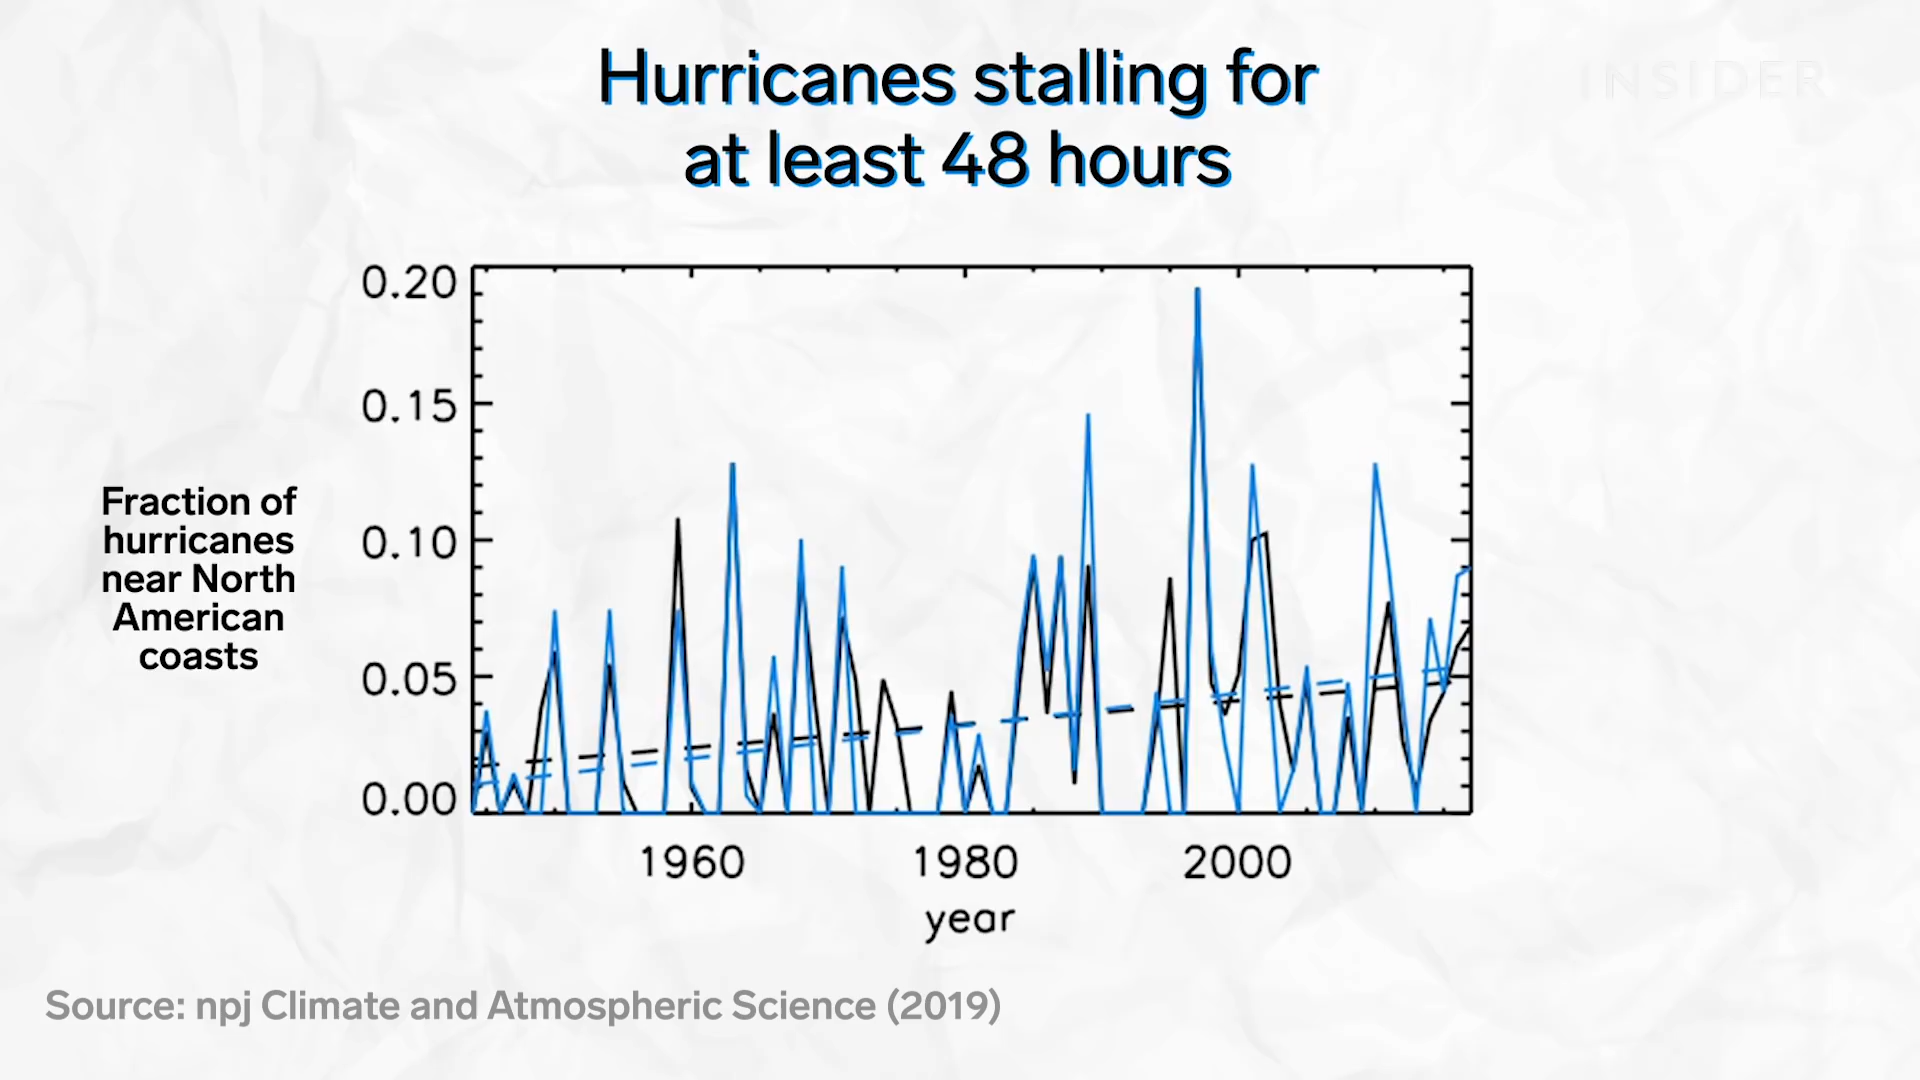 Hurricanes stalling for
at least 48 hours
INSIDER
0.20
0.15
0.10
0.05
0.00
Fraction of
hurricanes
near North
American
coasts
1960
1980
2000
year
Source: npj Climate and Atmospheric Science (2019)